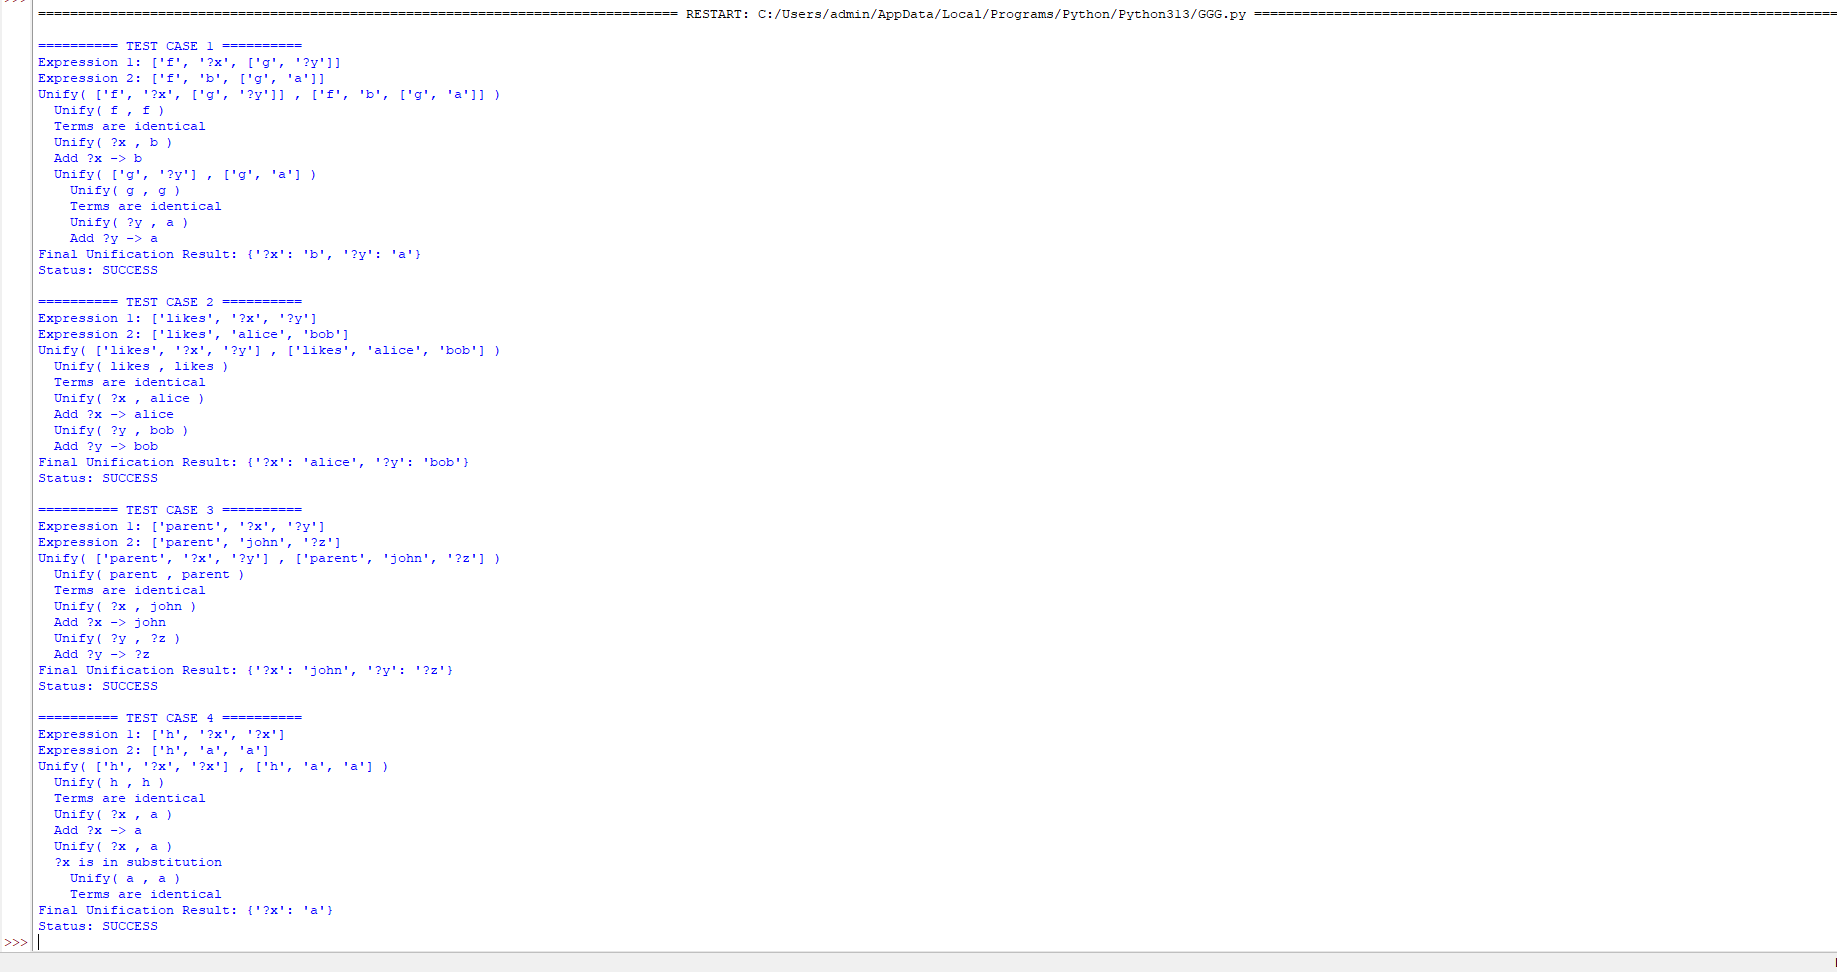 >>>
================================================================================ RESTART: C:/Users/admin/AppData/Local/Programs/Python/Python313/GGG.py =========================================================================
========== TEST CASE 1 ==========
Expression 1: ['f', '?x', ['g', '?y']]
Expression 2: ['f', 'b', ['g', 'a']]
Unify( ['f', '?x', ['g', '?y']] , ['f', 'b', ['g', 'a']] )
  Unify( f , f )
  Terms are identical
  Unify( ?x , b )
  Add ?x -> b
  Unify( ['g', '?y'] , ['g', 'a'] )
    Unify( g , g )
    Terms are identical
    Unify( ?y , a )
    Add ?y -> a
Final Unification Result: {'?x': 'b', '?y': 'a'}
Status: SUCCESS
========== TEST CASE 2 ==========
Expression 1: ['likes', '?x', '?y']
Expression 2: ['likes', 'alice', 'bob']
Unify( ['likes', '?x', '?y'] , ['likes', 'alice', 'bob'] )
  Unify( likes , likes )
  Terms are identical
  Unify( ?x , alice )
  Add ?x -> alice
  Unify( ?y , bob )
  Add ?y -> bob
Final Unification Result: {'?x': 'alice', '?y': 'bob'}
Status: SUCCESS
========== TEST CASE 3 ==========
Expression 1: ['parent', '?x', '?y']
Expression 2: ['parent', 'john', '?z']
Unify( ['parent', '?x', '?y'] , ['parent', 'john', '?z'] )
  Unify( parent , parent )
  Terms are identical
  Unify( ?x , john )
  Add ?x -> john
  Unify( ?y , ?z )
  Add ?y -> ?z
Final Unification Result: {'?x': 'john', '?y': '?z'}
Status: SUCCESS
========== TEST CASE 4 ==========
Expression 1: ['h', '?x', '?x']
Expression 2: ['h', 'a', 'a']
Unify( ['h', '?x', '?x'] , ['h', 'a', 'a'] )
  Unify( h , h )
  Terms are identical
  Unify( ?x , a )
  Add ?x -> a
  Unify( ?x , a )
  ?x is in substitution
    Unify( a , a )
    Terms are identical
Final Unification Result: {'?x': 'a'}
Status: SUCCESS
>>>